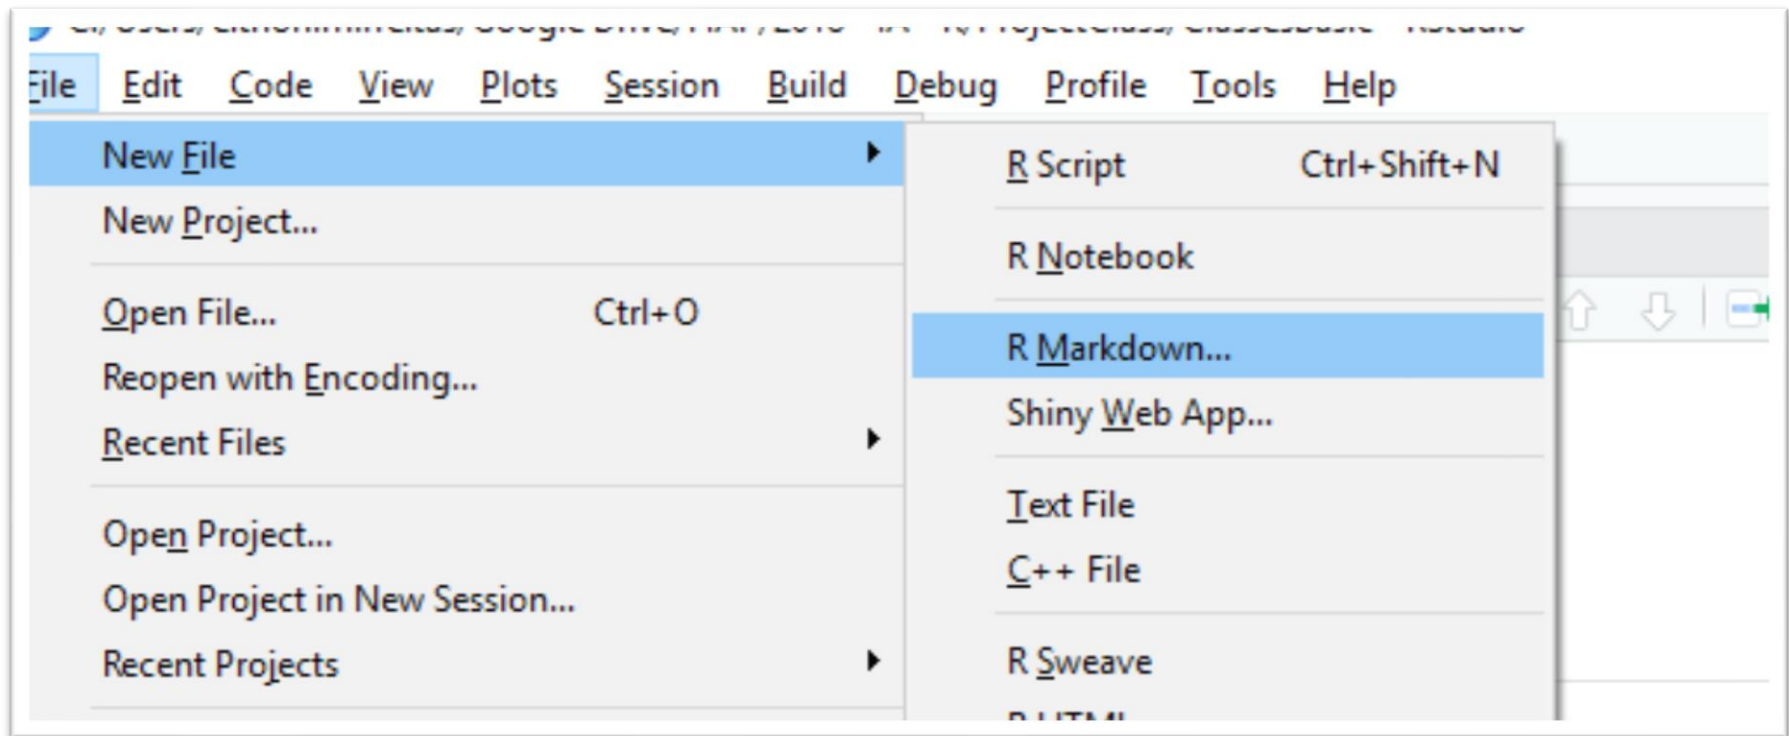 File Edit Code View Plots Session Build Debug Profile Tools Help
New File
New Project...
Open File... Ctrl+O
Reopen with Encoding...
Recent Files
Open Project...
Open Project in New Session...
Recent Projects
R Script Ctrl+Shift+N
R Notebook
R Markdown...
Shiny Web App...
Text File
C++ File
R Sweave